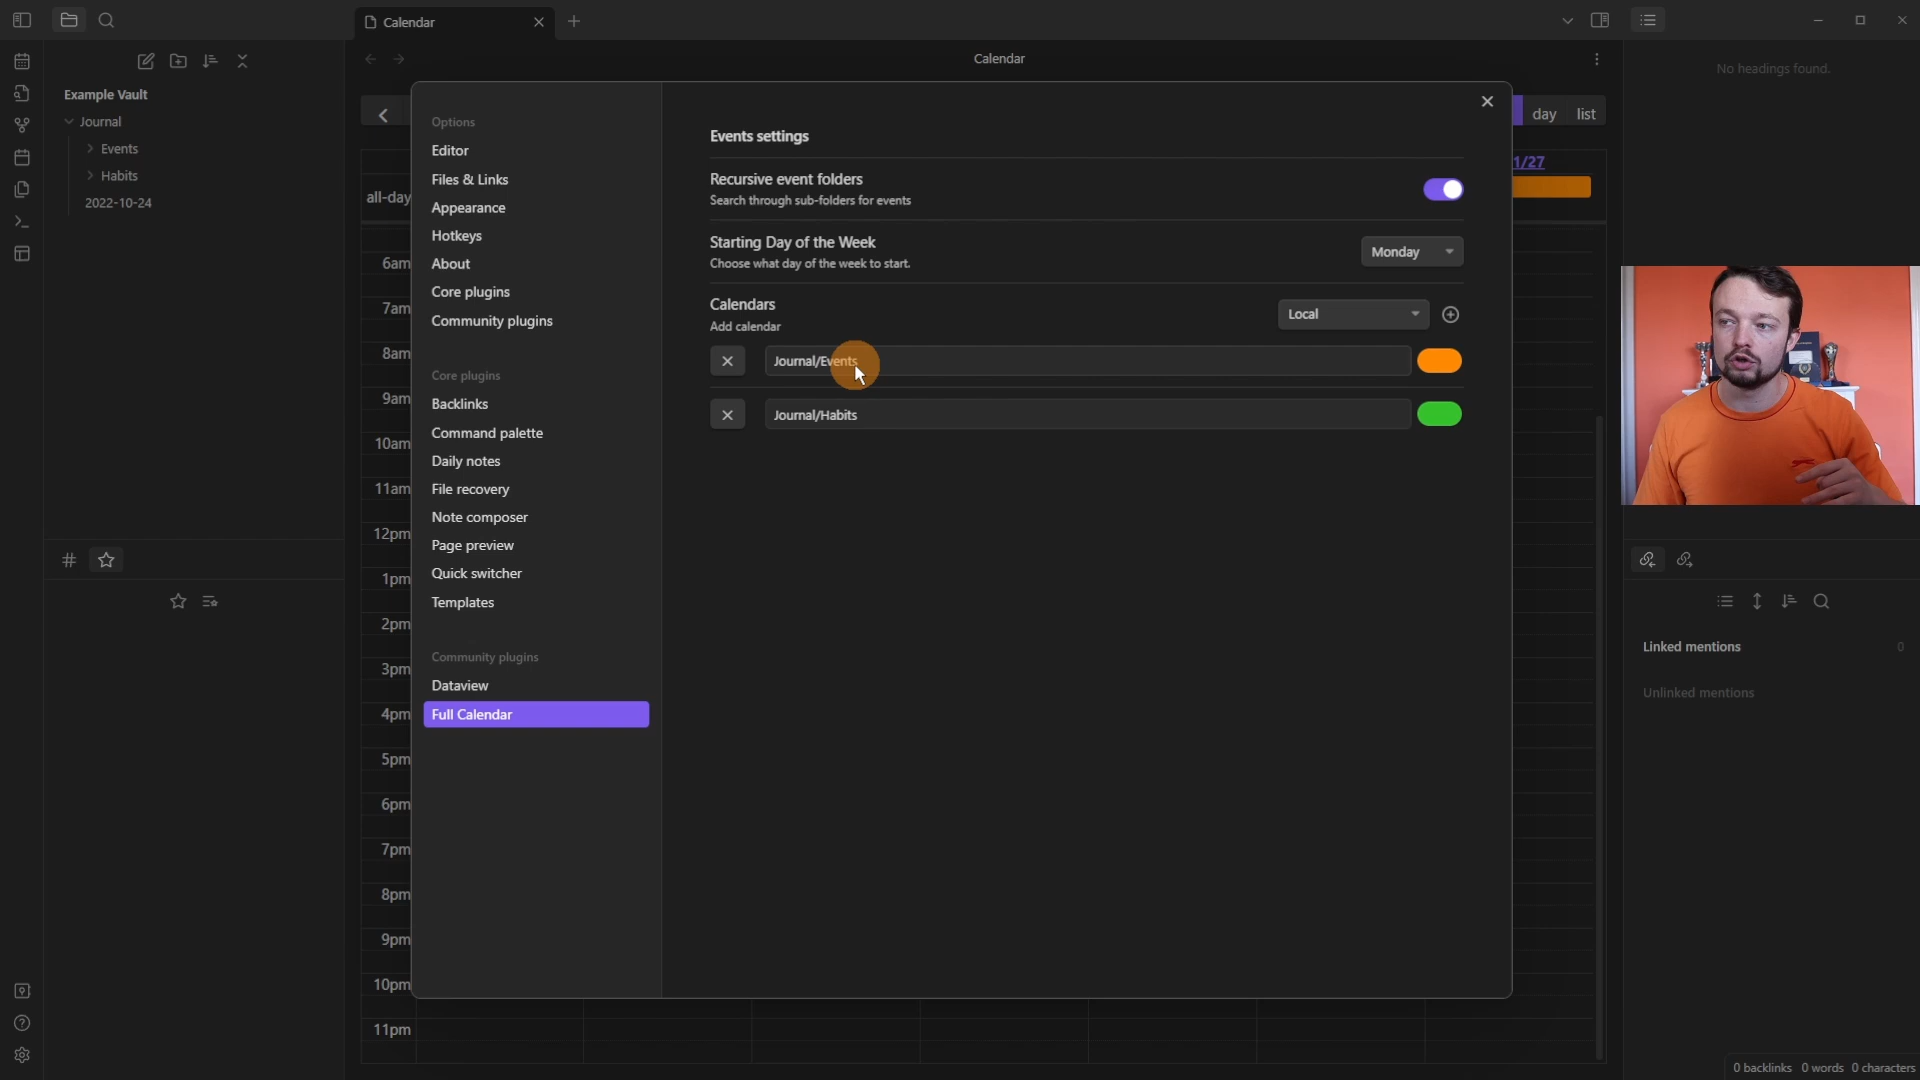 Calendar
Calendar
No headings found.
Example Vault
Journal
Events
Habits
2022-10-24
day
list
1/27
all-day
6am
7am
8am
9am
10am
11am
12pm
1pm
2pm
3pm
4pm
5pm
6pm
7pm
8pm
9pm
10pm
11pm
Options
Editor
Files & Links
Appearance
Hotkeys
About
Core plugins
Community plugins
Core plugins
Backlinks
Command palette
Daily notes
File recovery
Note composer
Page preview
Quick switcher
Templates
Community plugins
Dataview
Full Calendar
Events settings
Recursive event folders
Search through sub-folders for events
Starting Day of the Week
Choose what day of the week to start.
Monday
Calendars
Add calendar
Local
Journal/Events
Journal/Habits
Linked mentions
0
Unlinked mentions
0 backlinks 0 words 0 characters